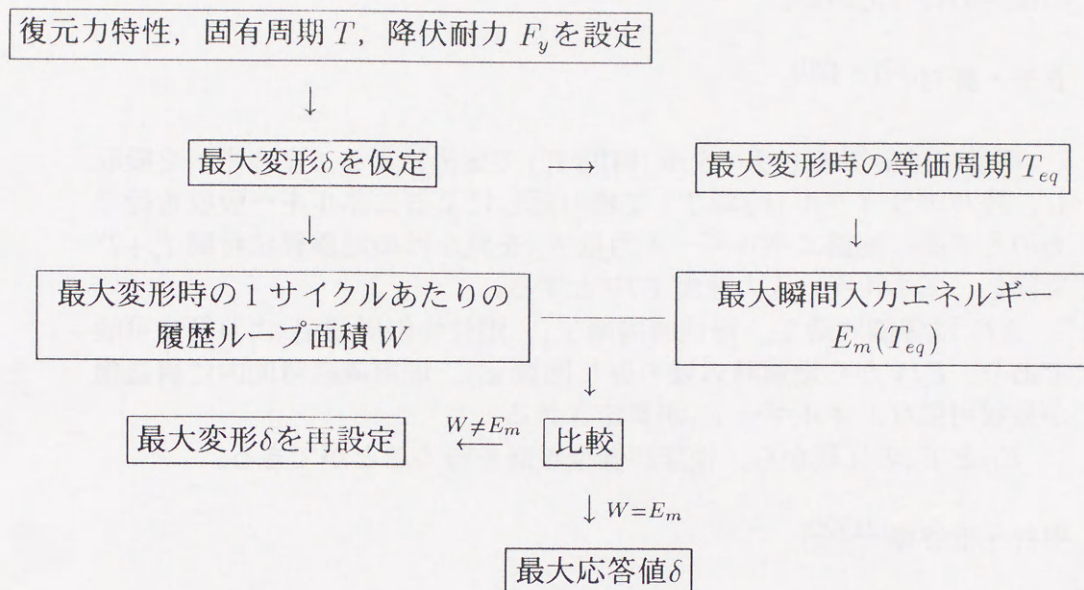 復元力特性，固有周期 T，降伏耐力 F_y を設定
↓
最大変形δを仮定 → 最大変形時の等価周期 T_{eq}
↓ ↓
最大変形時の 1 サイクルあたりの
履歴ループ面積 W
最大瞬間入力エネルギー
E_m(T_{eq})
↓
最大変形δを再設定 W≠E_m ← 比較
↓ W=E_m
最大応答値δ